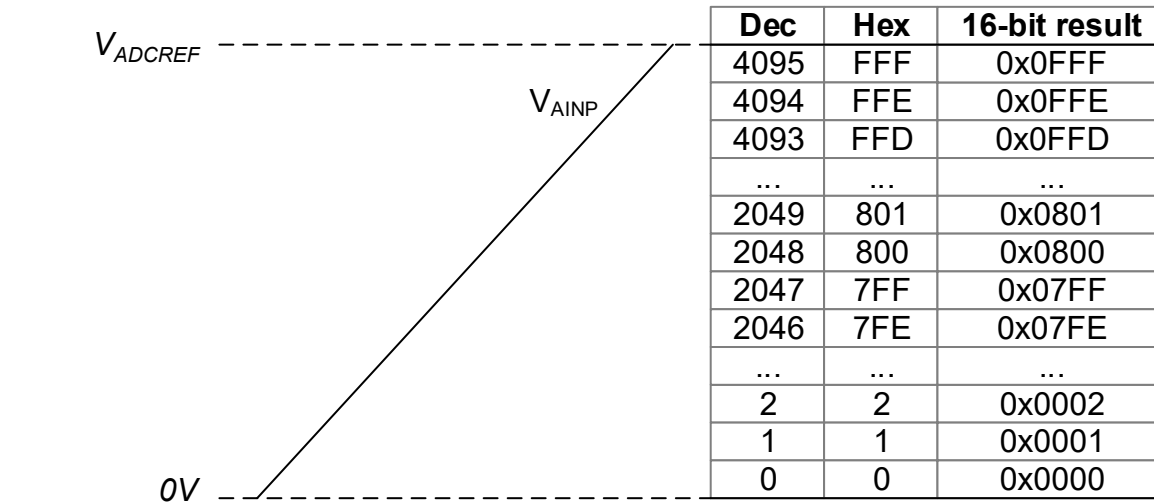 Dec Hex 16-bit result
V_ADCREF
4095 FFF 0x0FFF
V_AINP
4094 FFE 0x0FFE
4093 FFD 0x0FFD
... ... ...
2049 801 0x0801
2048 800 0x0800
2047 7FF 0x07FF
2046 7FE 0x07FE
... ... ...
2 2 0x0002
1 1 0x0001
0V
0 0 0x0000